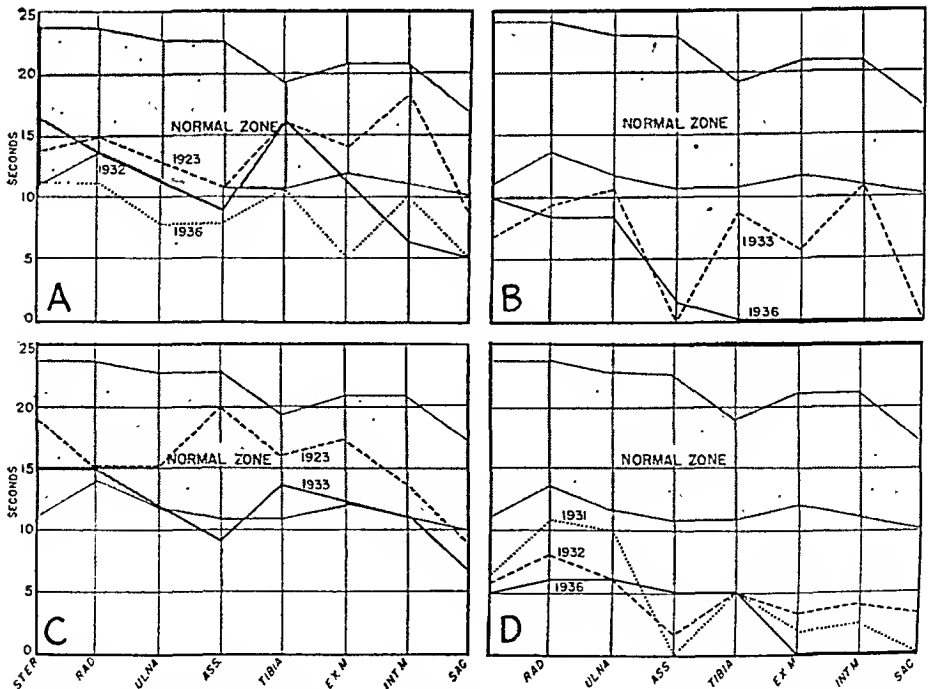 25
20
15
10
5
0
SECONDS
NORMAL ZONE
1923
1932
1936
A
NORMAL ZONE
1933
1936
B
25
20
15
10
5
0
SECONDS
NORMAL ZONE
1923
1933
C
STER
RAD
ULNA
ASS.
TIBIA
EX M
INT M
SAC
NORMAL ZONE
1931
1932
1936
D
RAD
ULNA
ASS
TIBIA
EX M
INT M
SAC